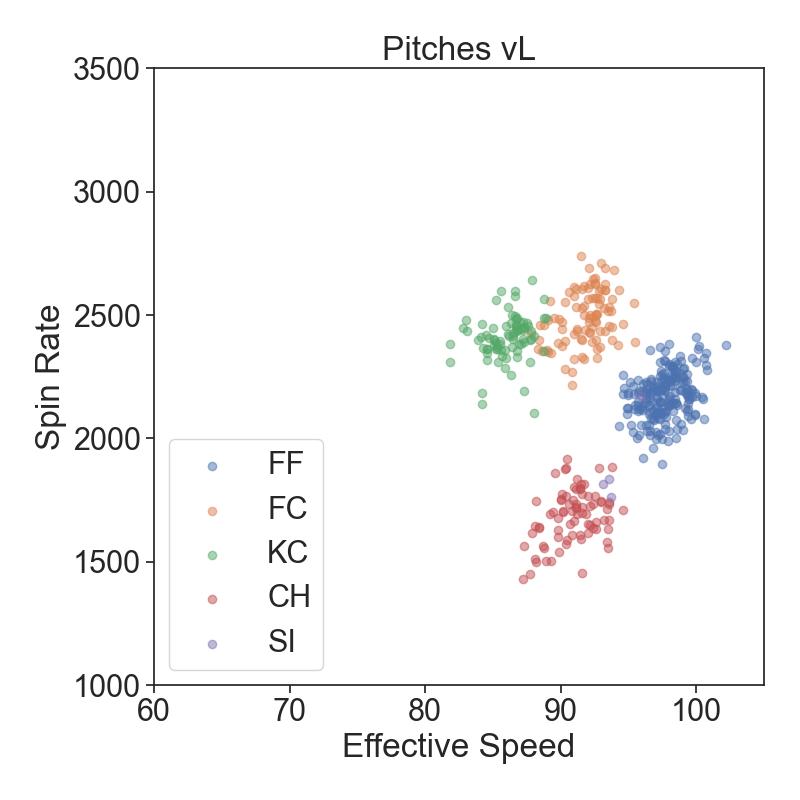 Pitches vL
3500
3000
2500
2000
1500
1000
Spin Rate
FF
FC
KC
CH
SI
60 70 80 90 100
Effective Speed